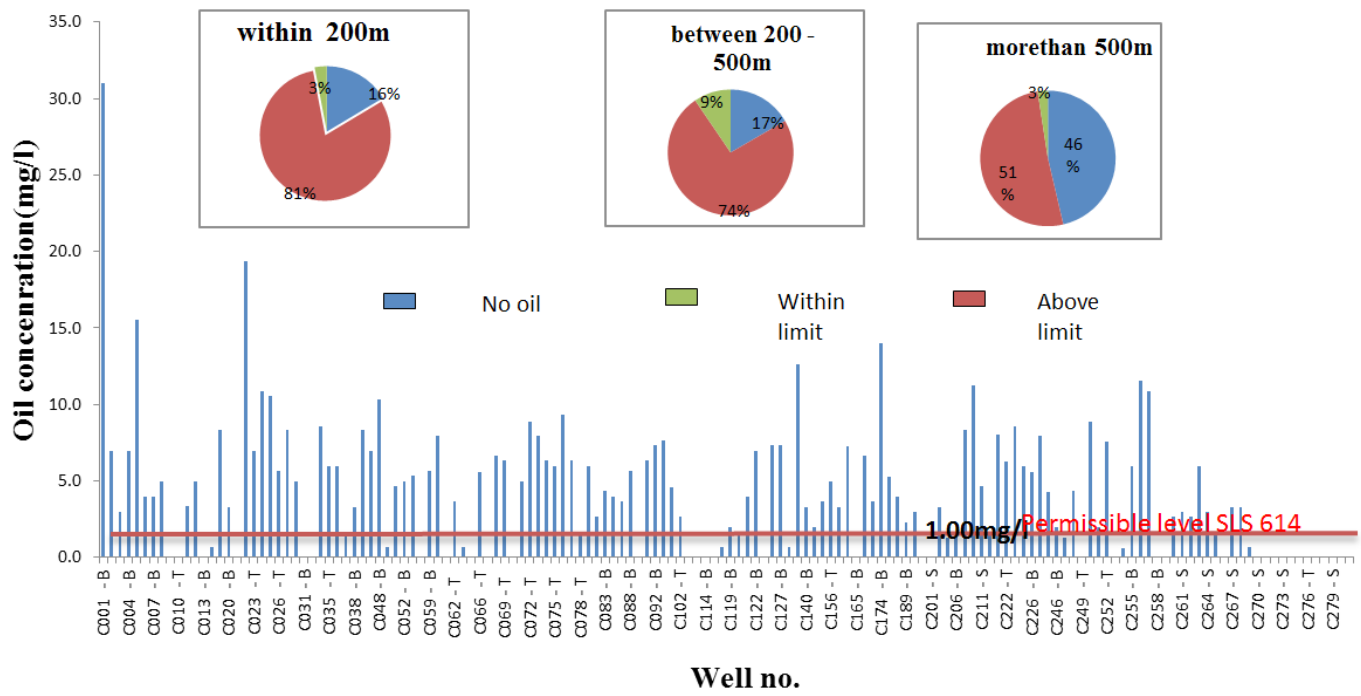 within 200m
3%
16%
81%
between 200 -
500m
9%
17%
74%
morethan 500m
3%
46
%
51
%
No oil
Within
limit
Above
limit
Oil concenration(mg/l)
35.0
30.0
25.0
20.0
15.0
10.0
5.0
0.0
1.00mg/l
Permissible level SLS 614
C001 - B
C004 - B
C007 - B
C010 - T
C013 - B
C020 - B
C023 - T
C026 - T
C031 - B
C035 - T
C038 - B
C048 - B
C052 - B
C059 - B
C062 - T
C066 - T
C069 - T
C072 - T
C075 - T
C078 - T
C083 - B
C088 - B
C092 - B
C102 - T
C114 - B
C119 - B
C122 - B
C127 - B
C140 - B
C156 - T
C165 - B
C174 - B
C189 - B
C201 - S
C206 - B
C211 - S
C222 - T
C226 - B
C246 - B
C249 - T
C252 - T
C255 - B
C258 - B
C261 - S
C264 - S
C267 - S
C270 - S
C273 - S
C276 - T
C279 - S
Well no.